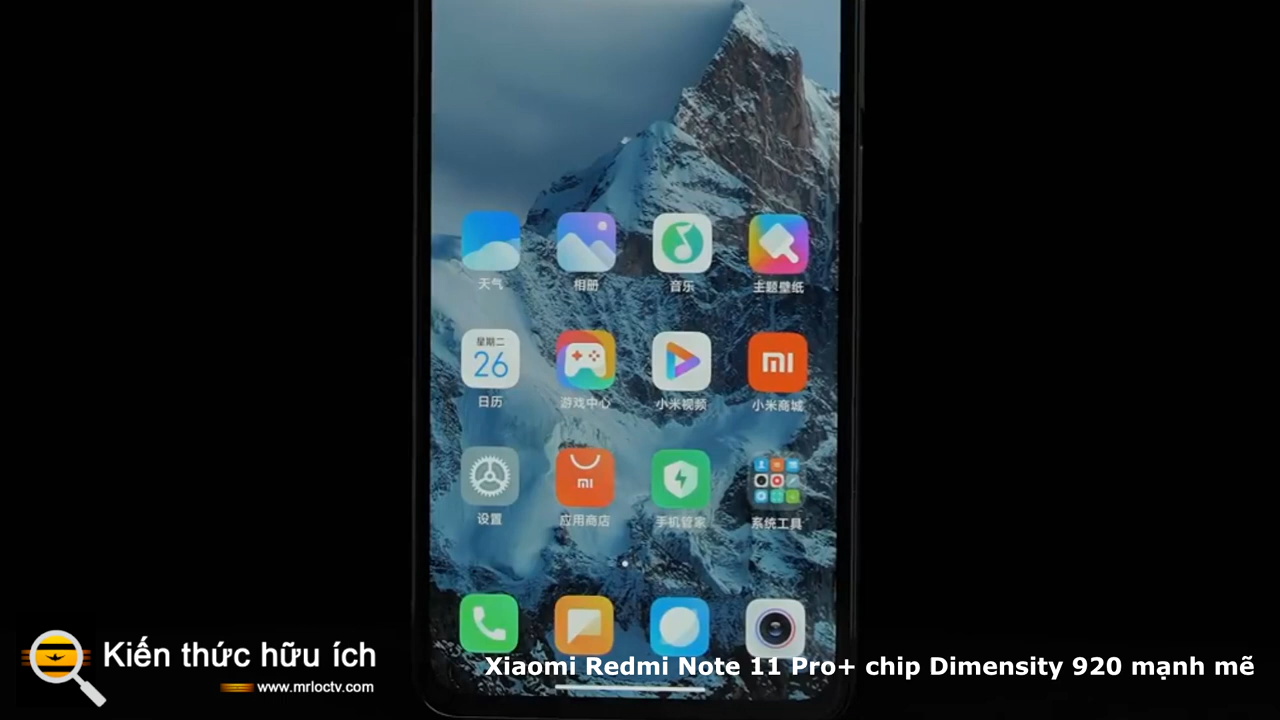 天气
相册
音乐
主题壁纸
星期二
26
日历
游戏中心
小米视频
mi
小米商城
设置
mi
应用商店
手机管家
系统工具
Kiến thức hữu ích
www.mrloctv.com
Xiaomi Redmi Note 11 Pro+ chip Dimensity 920 mạnh mẽ